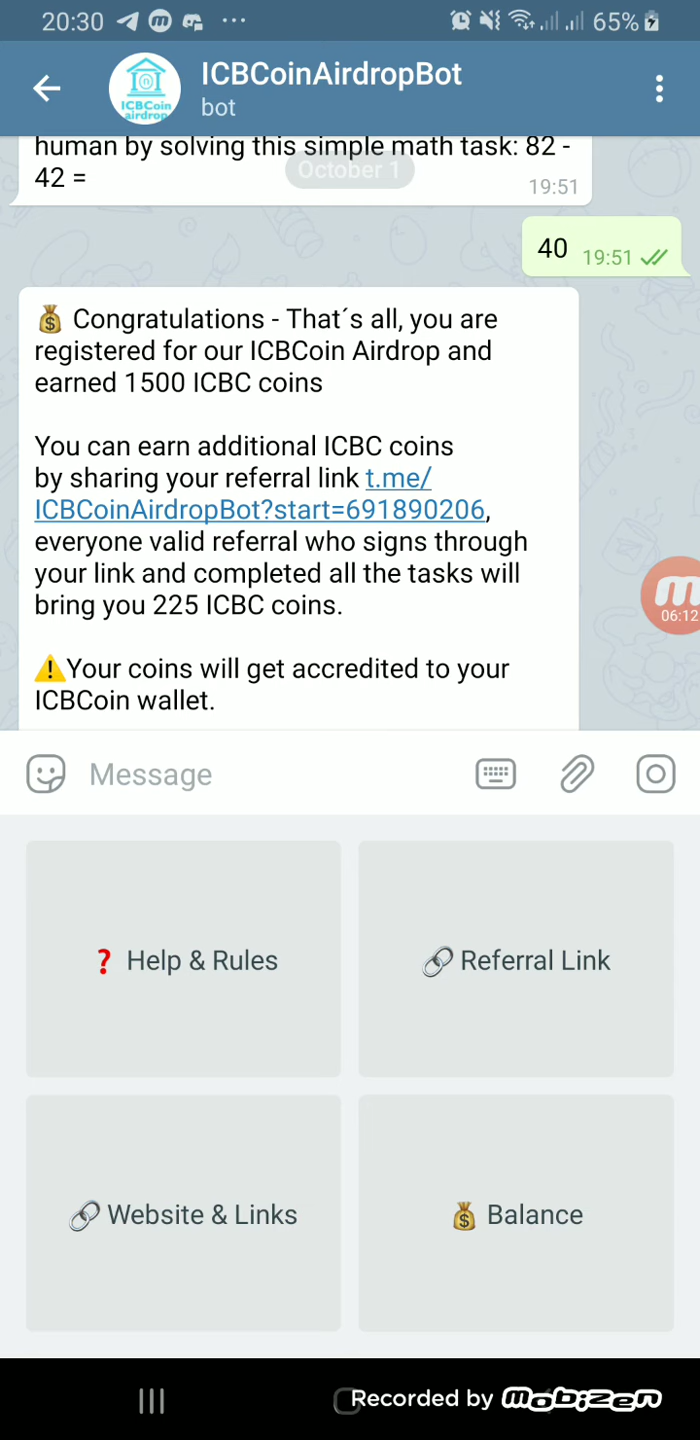 20:30
65%
ICBCoinAirdropBot
bot
ICBCoin
airdrop
human by solving this simple math task: 82 -
42 =
October 1
19:51
40 19:51
Congratulations - That´s all, you are
registered for our ICBCoin Airdrop and
earned 1500 ICBC coins
You can earn additional ICBC coins
by sharing your referral link t.me/
ICBCoinAirdropBot?start=691890206,
everyone valid referral who signs through
your link and completed all the tasks will
bring you 225 ICBC coins.
Your coins will get accredited to your
ICBCoin wallet.
06:12
Message
Help & Rules
Referral Link
Website & Links
Balance
Recorded by mobizen